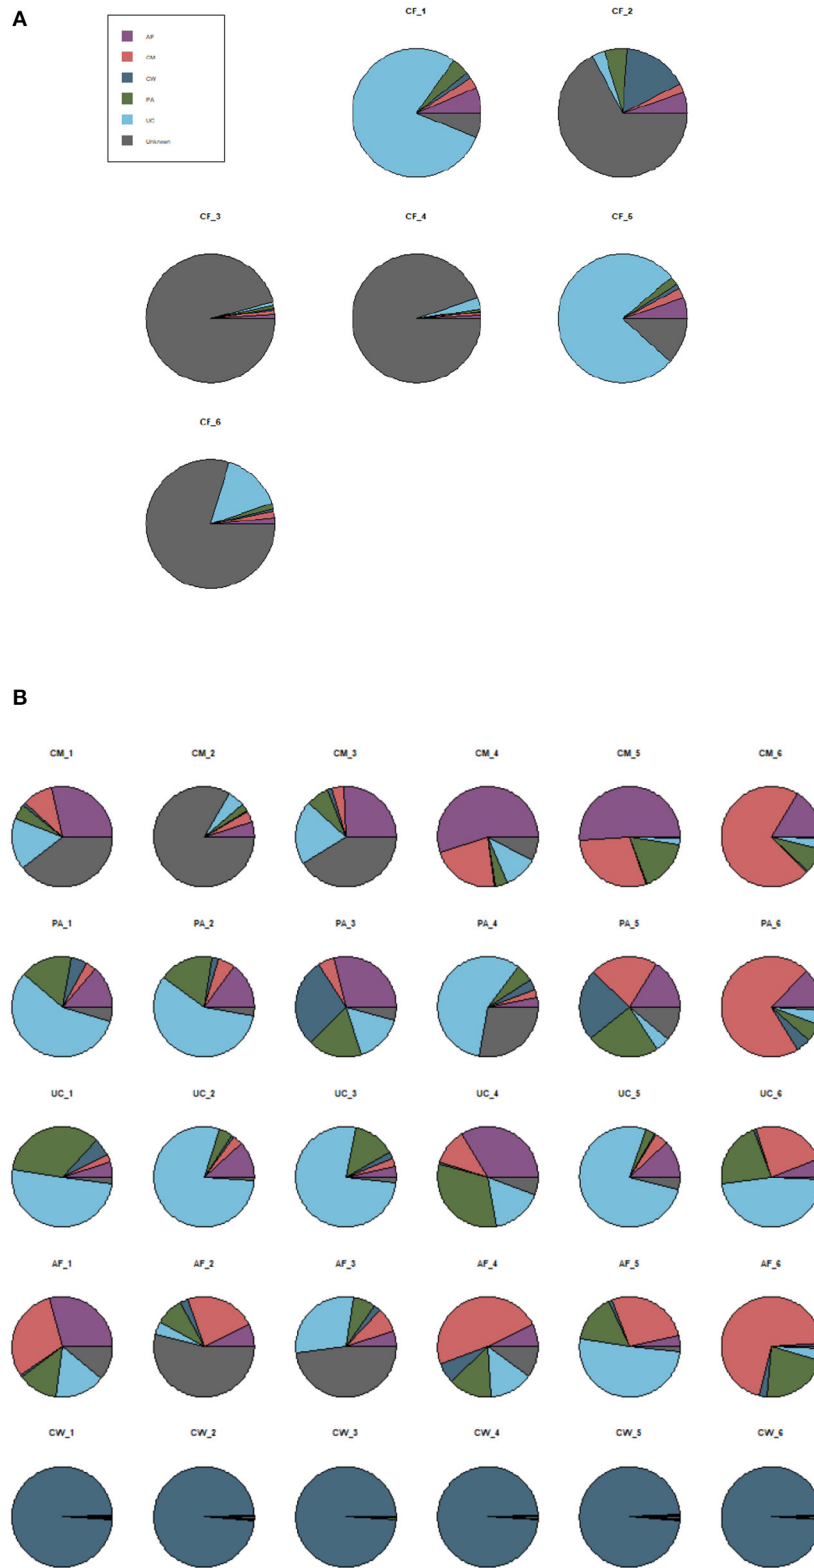 A
CF_1
CF_2
AF
CM
CW
PA
UC
Unknown
CF_3
CF_4
CF_5
CF_6
B
CM_1
CM_2
CM_3
CM_4
CM_5
CM_6
PA_1
PA_2
PA_3
PA_4
PA_5
PA_6
UC_1
UC_2
UC_3
UC_4
UC_5
UC_6
AF_1
AF_2
AF_3
AF_4
AF_5
AF_6
CW_1
CW_2
CW_3
CW_4
CW_5
CW_6